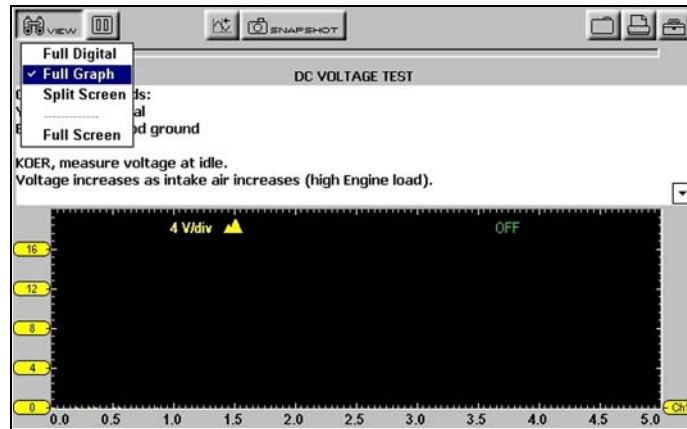 VIEW SNAPSHOT
Full Digital
✓ Full Graph
Split Screen
Full Screen
DC VOLTAGE TEST
ds:
al
d ground
KOER, measure voltage at idle.
Voltage increases as intake air increases (high Engine load).
4 V/div OFF
16
12
8
4
0
Ch1
0.0 0.5 1.0 1.5 2.0 2.5 3.0 3.5 4.0 4.5 5.0